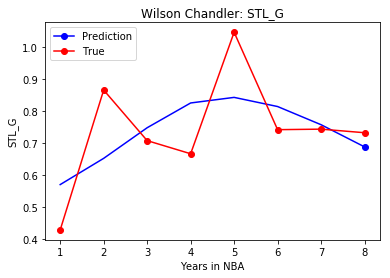 Wilson Chandler: STL_G
Prediction
True
STL_G
1.0
0.9
0.8
0.7
0.6
0.5
0.4
1 2 3 4 5 6 7 8
Years in NBA